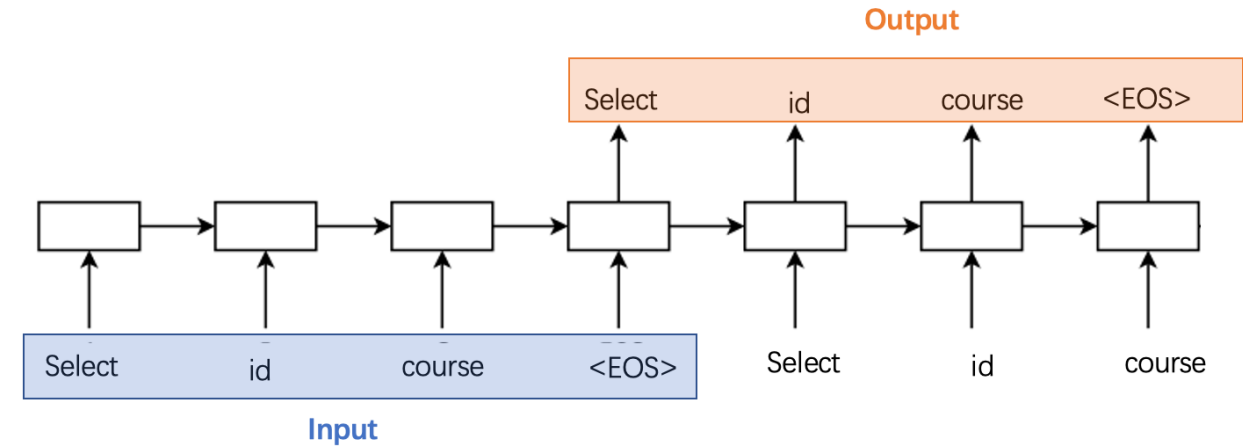 Output
Select id course <EOS>
Select id course <EOS> Select id course
Input